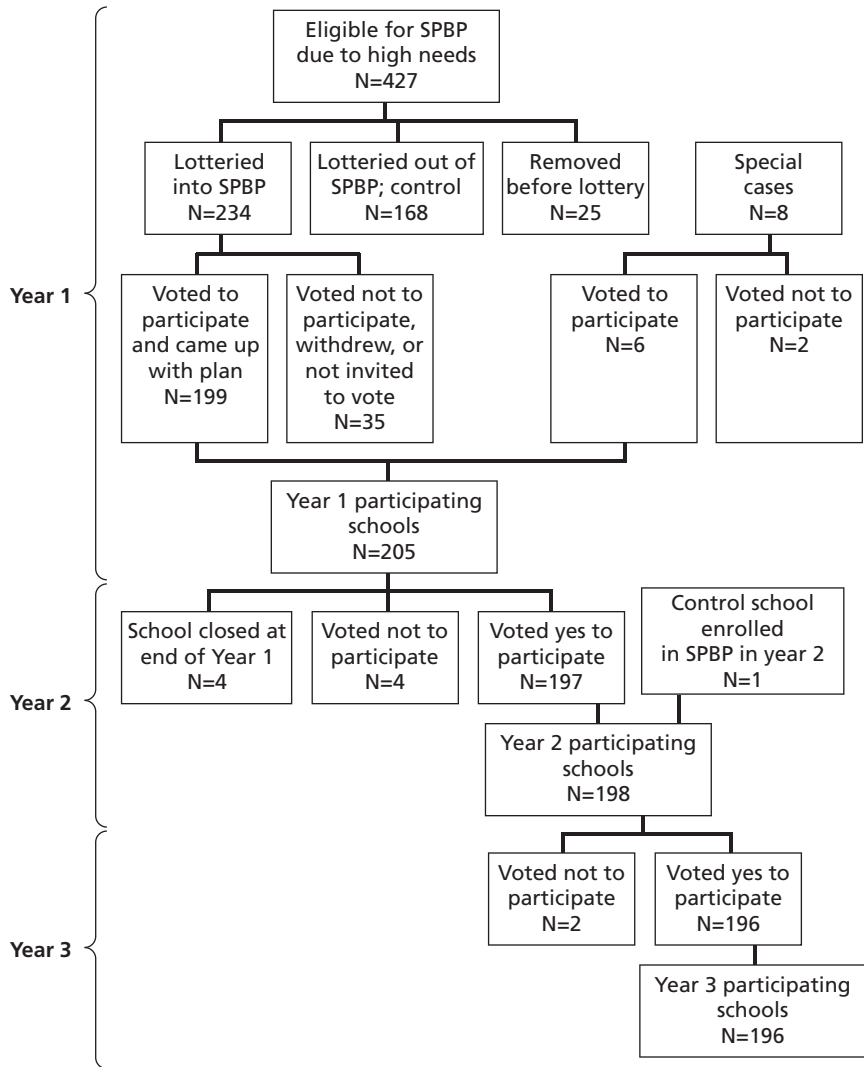 Eligible for SPBP
due to high needs
N=427
Lotteried
into SPBP
N=234
Lotteried out of
SPBP; control
N=168
Removed
before lottery
N=25
Special
cases
N=8
Year 1
Voted to
participate
and came up
with plan
N=199
Voted not to
participate,
withdrew, or
not invited
to vote
N=35
Voted to
participate
N=6
Voted not to
participate
N=2
Year 1 participating
schools
N=205
Year 2
School closed at
end of Year 1
N=4
Voted not to
participate
N=4
Voted yes to
participate
N=197
Control school
enrolled
in SPBP in year 2
N=1
Year 2 participating
schools
N=198
Year 3
Voted not to
participate
N=2
Voted yes to
participate
N=196
Year 3 participating
schools
N=196